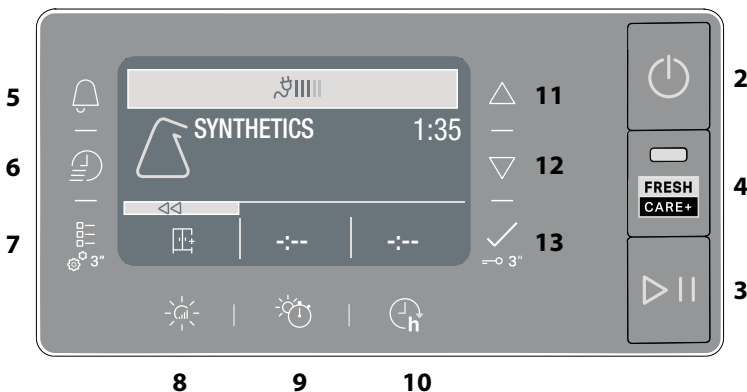 2
5
SYNTHETICS 1:35
11
6
12
FRESH
CARE+
4
7
3"
-:--
-:--
13
3"
3
h
8 9 10